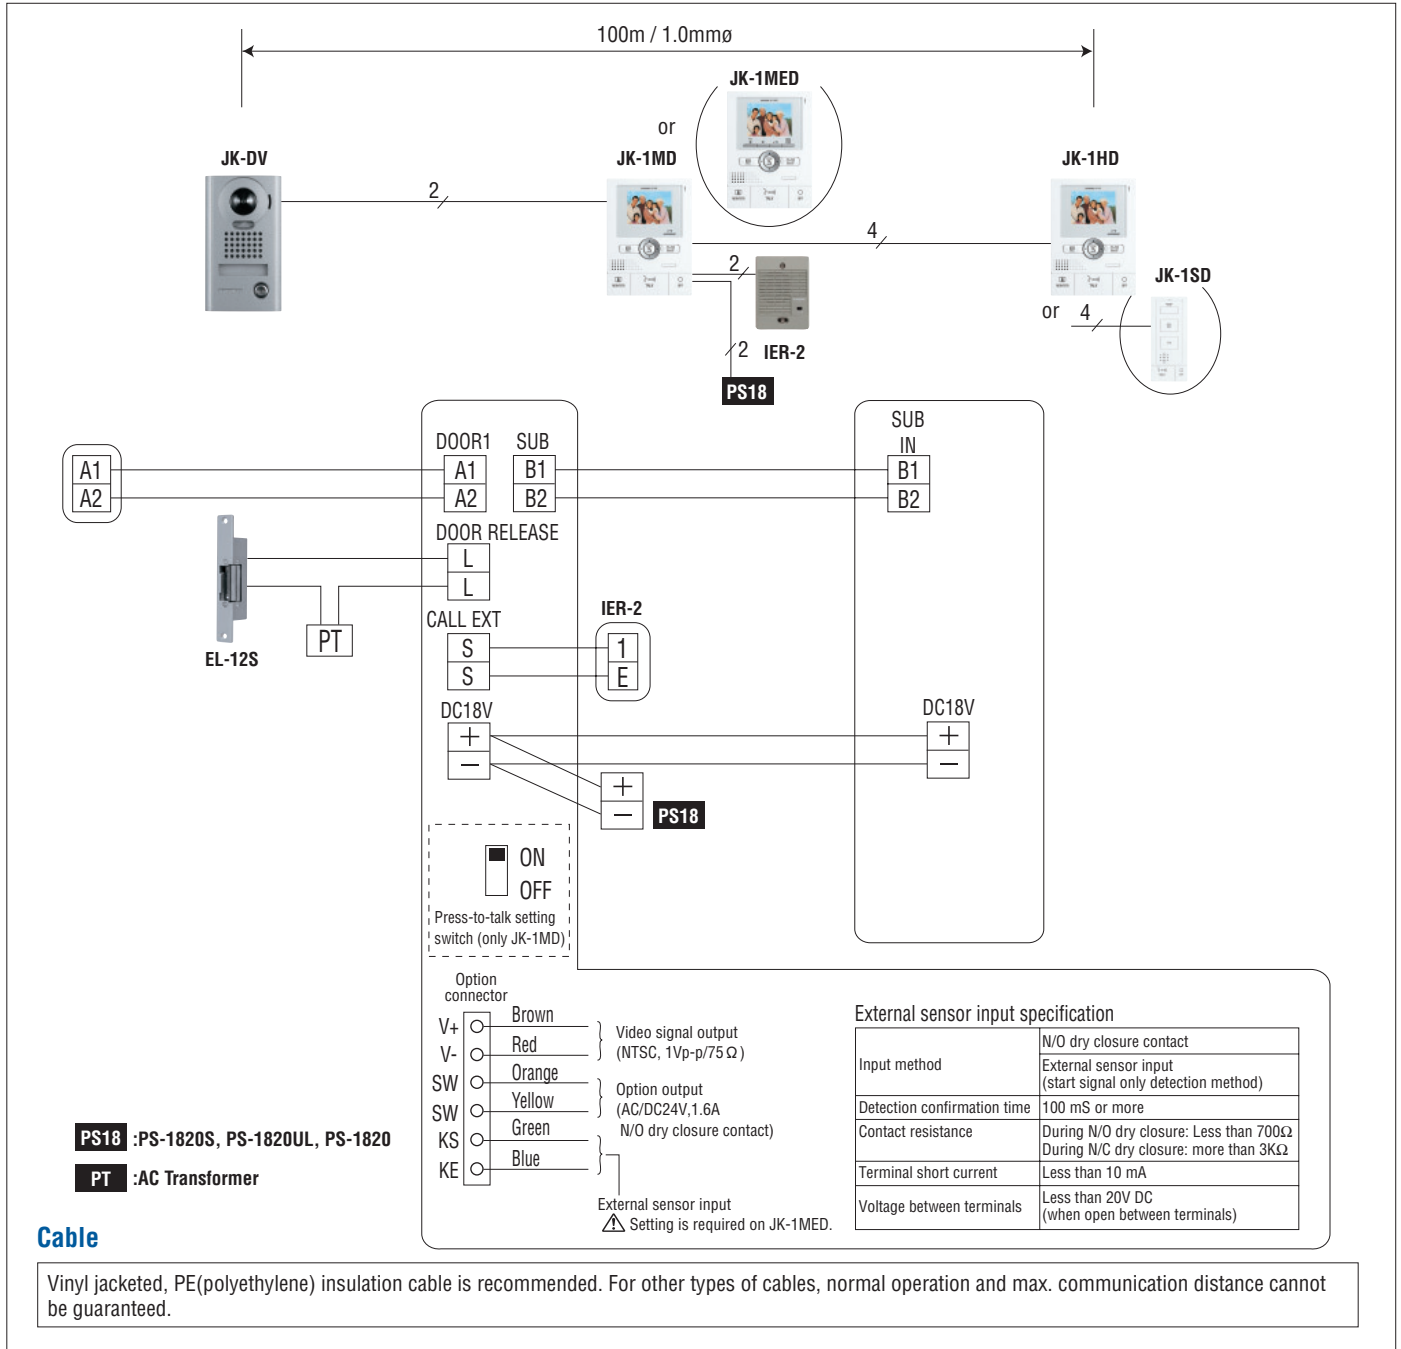 100m / 1.0mmø
JK-1MED
or
JK-DV
JK-1MD
JK-1HD
2
4
2
JK-1SD
or 4
2 IER-2
PS18
SUB
IN
DOOR1 SUB
A1
A2
A1
A2
B1
B2
B1
B2
DOOR RELEASE
L
L
PT
EL-12S
CALL EXT
S
S
IER-2
1
E
DC18V
+
−
DC18V
+
−
+
−
PS18
ON
OFF
Press-to-talk setting
switch (only JK-1MD)
Option
connector
V+ Brown
V- Red
SW Orange
SW Yellow
KS Green
KE Blue
Video signal output
(NTSC, 1Vp-p/75Ω)
Option output
(AC/DC24V,1.6A
N/O dry closure contact)
External sensor input
⚠ Setting is required on JK-1MED.
External sensor input specification
Input method
N/O dry closure contact
External sensor input
(start signal only detection method)
Detection confirmation time 100 mS or more
Contact resistance During N/O dry closure: Less than 700Ω
During N/C dry closure: more than 3KΩ
Terminal short current Less than 10 mA
Voltage between terminals Less than 20V DC
(when open between terminals)
PS18 :PS-1820S, PS-1820UL, PS-1820
PT :AC Transformer
Cable
Vinyl jacketed, PE(polyethylene) insulation cable is recommended. For other types of cables, normal operation and max. communication distance cannot
be guaranteed.